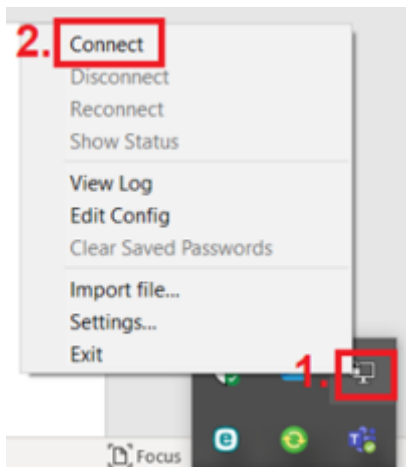 2. Connect
Disconnect
Reconnect
Show Status
View Log
Edit Config
Clear Saved Passwords
Import file...
Settings...
Exit
1.
Focus